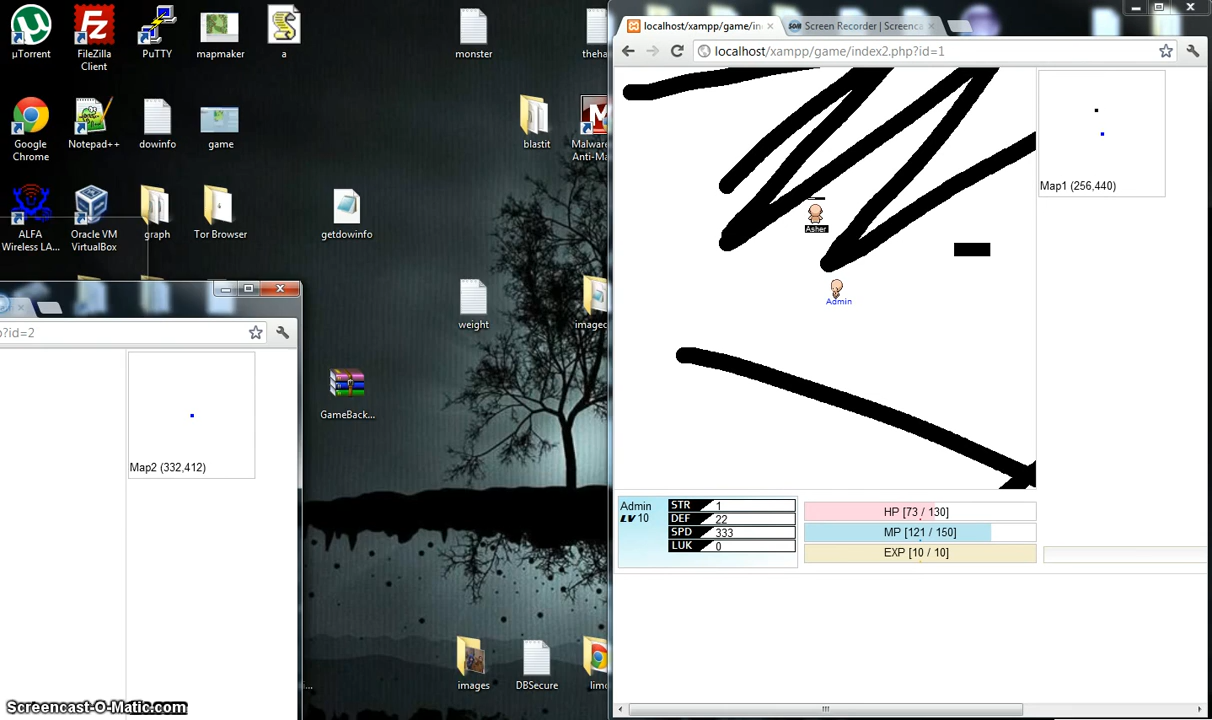 µTorrent
FileZilla
Client
PuTTY
mapmaker
a
monster
Google
Chrome
Notepad++
dowinfo
game
blastit
Malware
Anti-Ma...
ALFA
Wireless LA...
Oracle VM
VirtualBox
graph
Tor Browser
getdowinfo
weight
GameBack...
images
DBSecure
?id=2
Map2 (332,412)
localhost/xampp/game/in
Screen Recorder | Screenca
localhost/xampp/game/index2.php?id=1
Asher
Admin
Map1 (256,440)
Admin
LV 10
STR 1
DEF 22
SPD 333
LUK 0
HP [73 / 130]
MP [121 / 150]
EXP [10 / 10]
Screencast-O-Matic.com